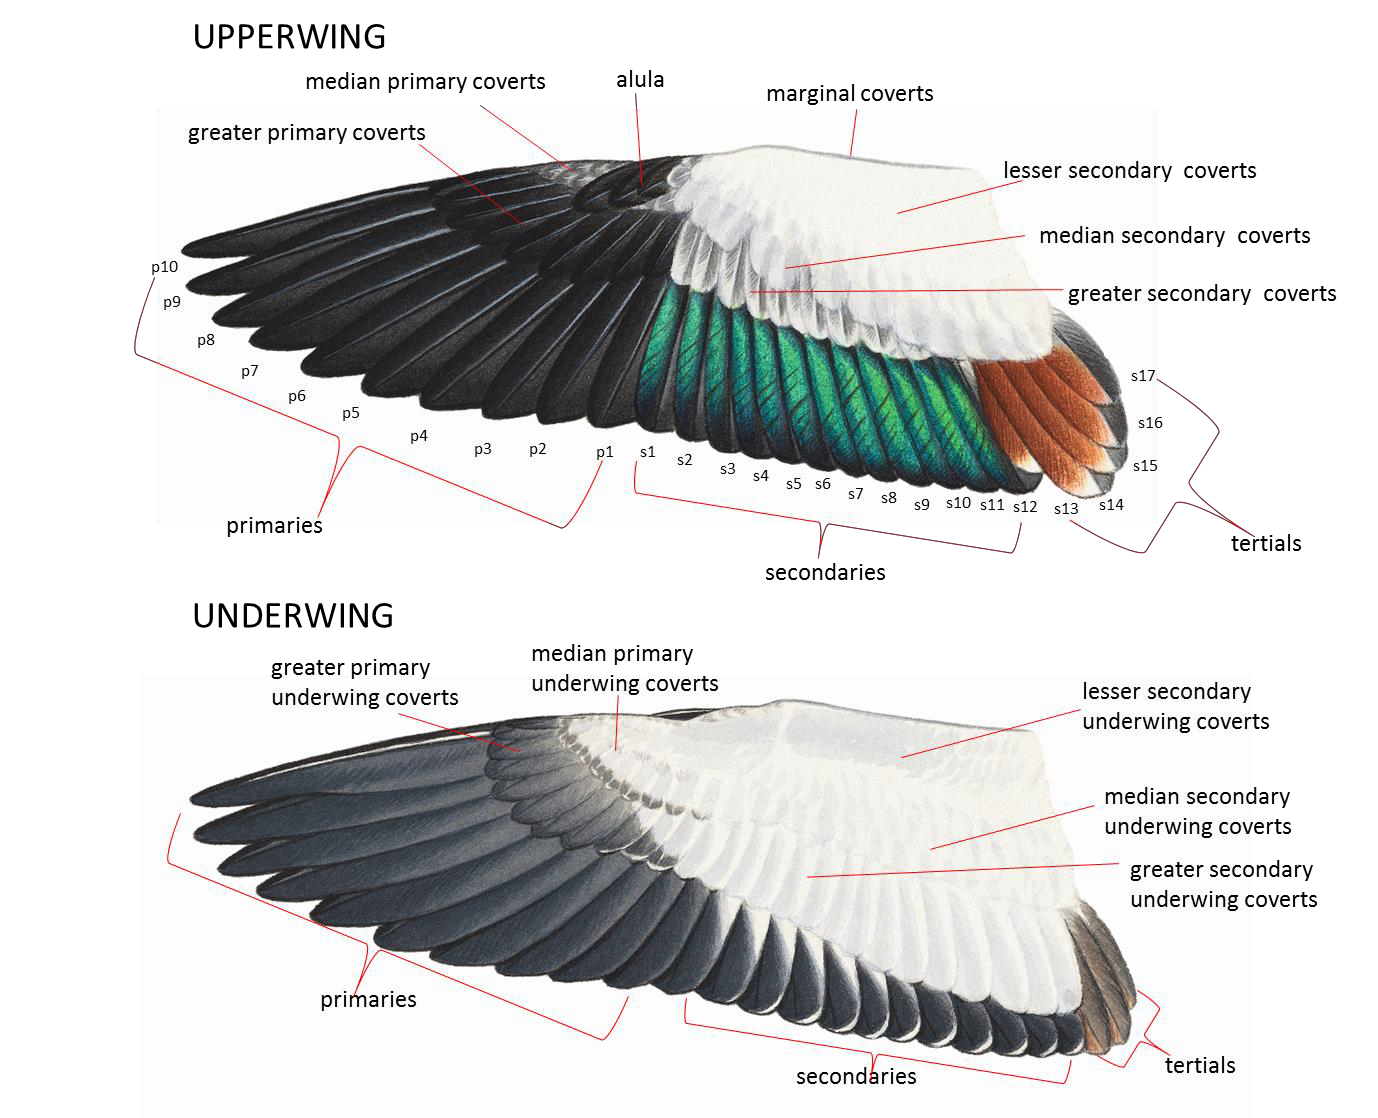 UPPERWING
median primary coverts
alula
marginal coverts
greater primary coverts
lesser secondary coverts
median secondary coverts
greater secondary coverts
p10
p9
p8
p7
p6
p5
p4
p3
p2
p1
s1
s2
s3
s4
s5
s6
s7
s8
s9
s10
s11
s12
s13
s14
s15
s16
s17
primaries
secondaries
tertials
UNDERWING
greater primary
underwing coverts
median primary
underwing coverts
lesser secondary
underwing coverts
median secondary
underwing coverts
greater secondary
underwing coverts
primaries
secondaries
tertials